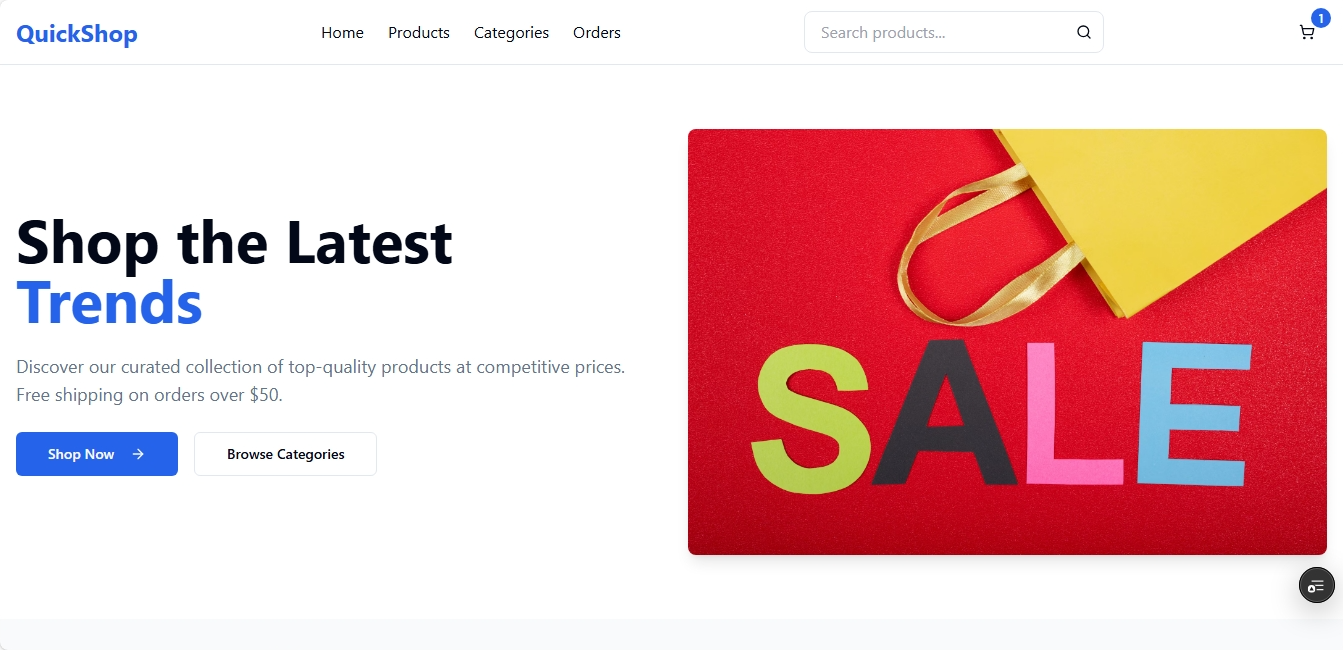 QuickShop
Home
Products
Categories
Orders
Search products...
1
Shop the Latest
Trends
Discover our curated collection of top-quality products at competitive prices.
Free shipping on orders over $50.
Shop Now
Browse Categories
SALE